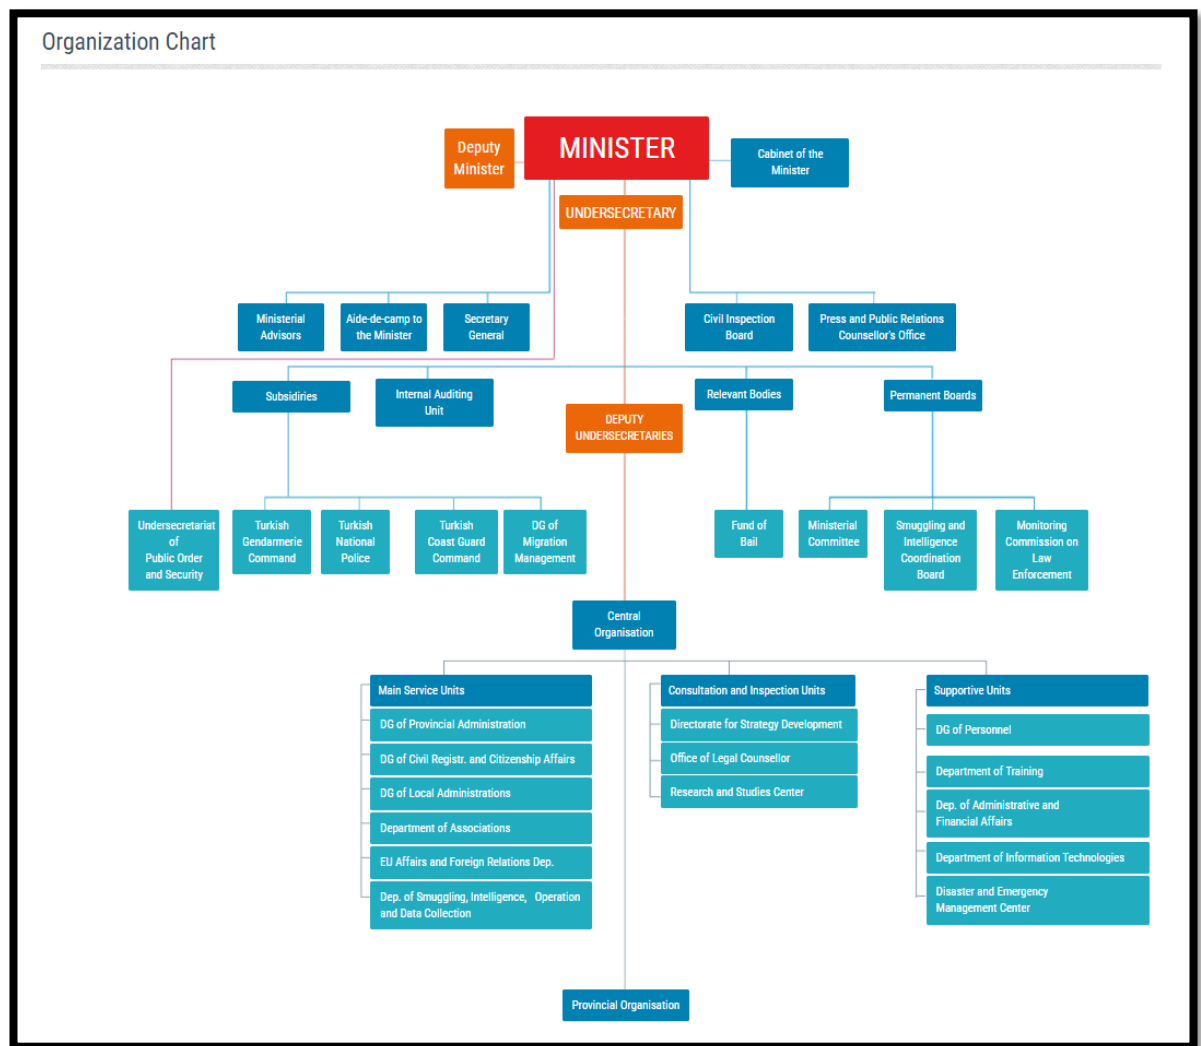 Organization Chart
Deputy
Minister
MINISTER
Cabinet of the
Minister
UNDERSECRETARY
Ministerial
Advisors
Aide-de-camp to
the Minister
Secretary
General
Civil Inspection
Board
Press and Public Relations
Counsellor's Office
Subsidiries
Internal Auditing
Unit
DEPUTY
UNDERSECRETARIES
Relevant Bodies
Permanent Boards
Undersecretariat
of
Public Order
and Security
Turkish
Gendarmerie
Command
Turkish
National
Police
Turkish
Coast Guard
Command
DG of
Migration
Management
Fund of
Bail
Ministerial
Committee
Smuggling and
Intelligence
Coordination
Board
Monitoring
Commission on
Law
Enforcement
Central
Organisation
Main Service Units
DG of Provincial Administration
DG of Civil Registr. and Citizenship Affairs
DG of Local Administrations
Department of Associations
EU Affairs and Foreign Relations Dep.
Dep. of Smuggling, Intelligence, Operation
and Data Collection
Consultation and Inspection Units
Directorate for Strategy Development
Office of Legal Counsellor
Research and Studies Center
Supportive Units
DG of Personnel
Department of Training
Dep. of Administrative and
Financial Affairs
Department of Information Technologies
Disaster and Emergency
Management Center
Provincial Organisation